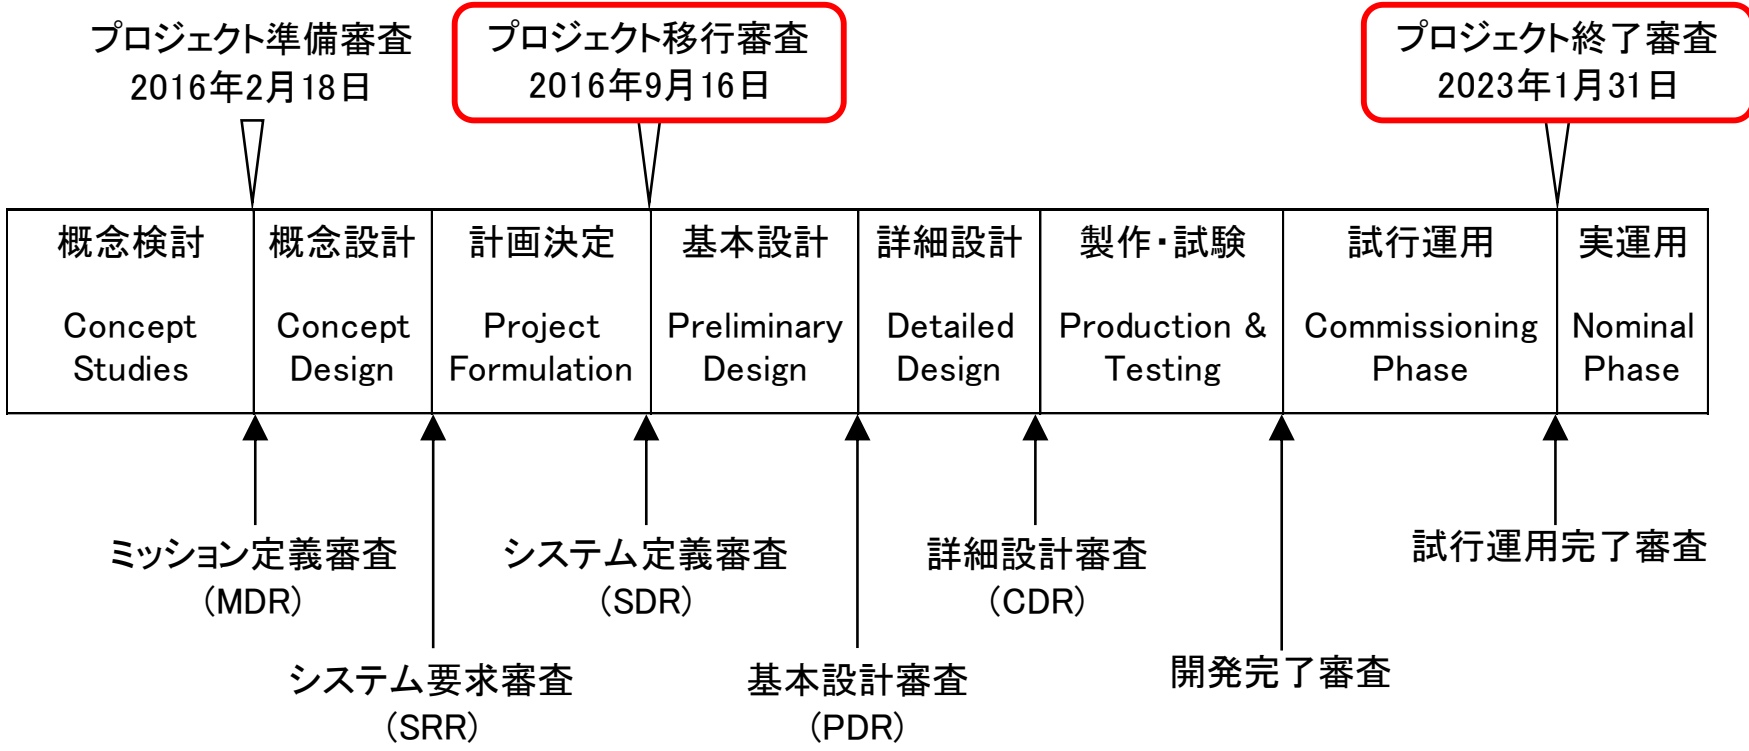 プロジェクト準備審査
2016年2月18日
プロジェクト移行審査
2016年9月16日
プロジェクト終了審査
2023年1月31日
概念検討
Concept
Studies
概念設計
Concept
Design
計画決定
Project
Formulation
基本設計
Preliminary
Design
詳細設計
Detailed
Design
製作・試験
Production &
Testing
試行運用
Commissioning
Phase
実運用
Nominal
Phase
ミッション定義審査
(MDR)
システム要求審査
(SRR)
システム定義審査
(SDR)
基本設計審査
(PDR)
詳細設計審査
(CDR)
開発完了審査
試行運用完了審査